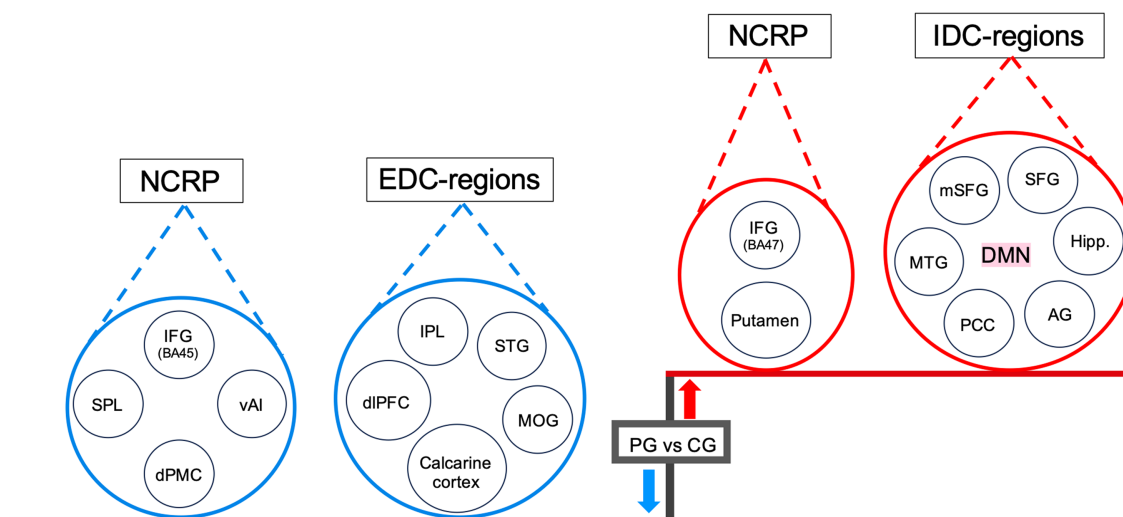 NCRP
IFG
(BA45)
SPL
vAI
dPMC
EDC-regions
IPL
STG
dlPFC
MOG
Calcarine
cortex
NCRP
IFG
(BA47)
Putamen
IDC-regions
mSFG
SFG
MTG
DMN
Hipp.
PCC
AG
PG vs CG